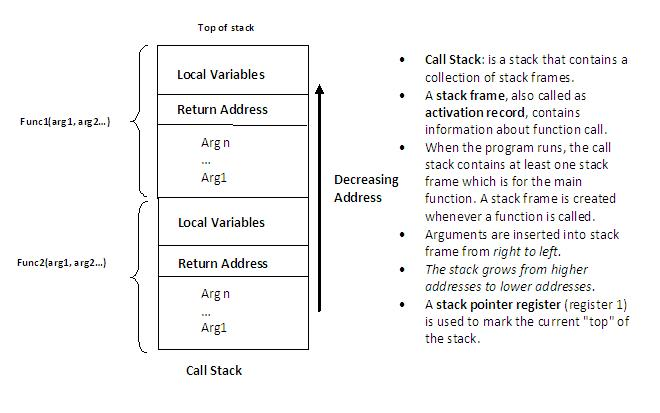 Top of stack
Local Variables
Return Address
Func1(arg1, arg2...)
Arg n
...
Arg1
Local Variables
Return Address
Func2(arg1, arg2...)
Arg n
...
Arg1
Call Stack
Decreasing
Address
• Call Stack: is a stack that contains a
collection of stack frames.
• A stack frame, also called as
activation record, contains
information about function call.
• When the program runs, the call
stack contains at least one stack
frame which is for the main
function. A stack frame is created
whenever a function is called.
• Arguments are inserted into stack
frame from right to left.
• The stack grows from higher
addresses to lower addresses.
• A stack pointer register (register 1)
is used to mark the current "top" of
the stack.